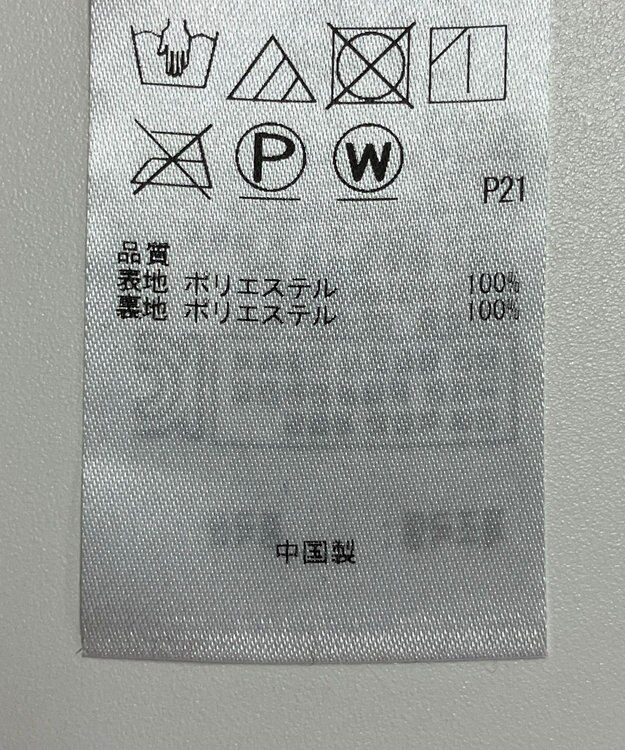 P W
P21
品質
表地 ポリエステル 100%
裏地 ポリエステル 100%
中国製